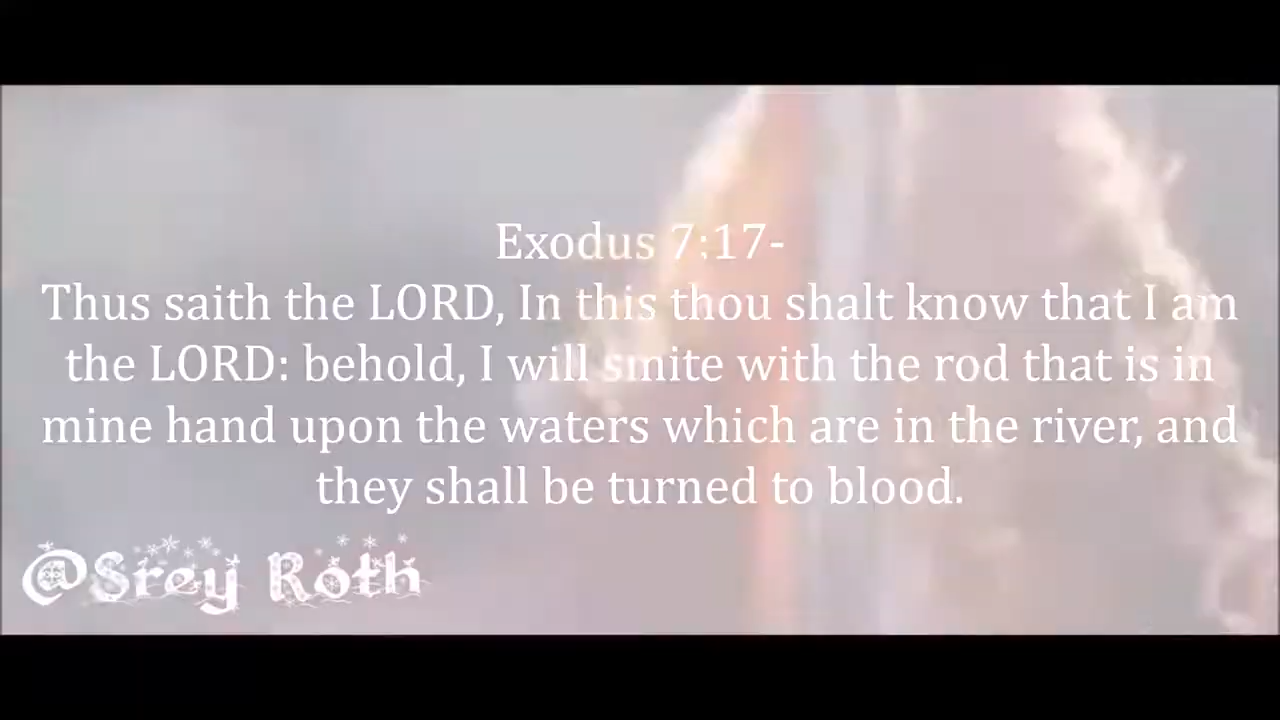 Exodus 7:17-
Thus saith the LORD, In this thou shalt know that I am
the LORD: behold, I will smite with the rod that is in
mine hand upon the waters which are in the river, and
they shall be turned to blood.
@Srey Roth